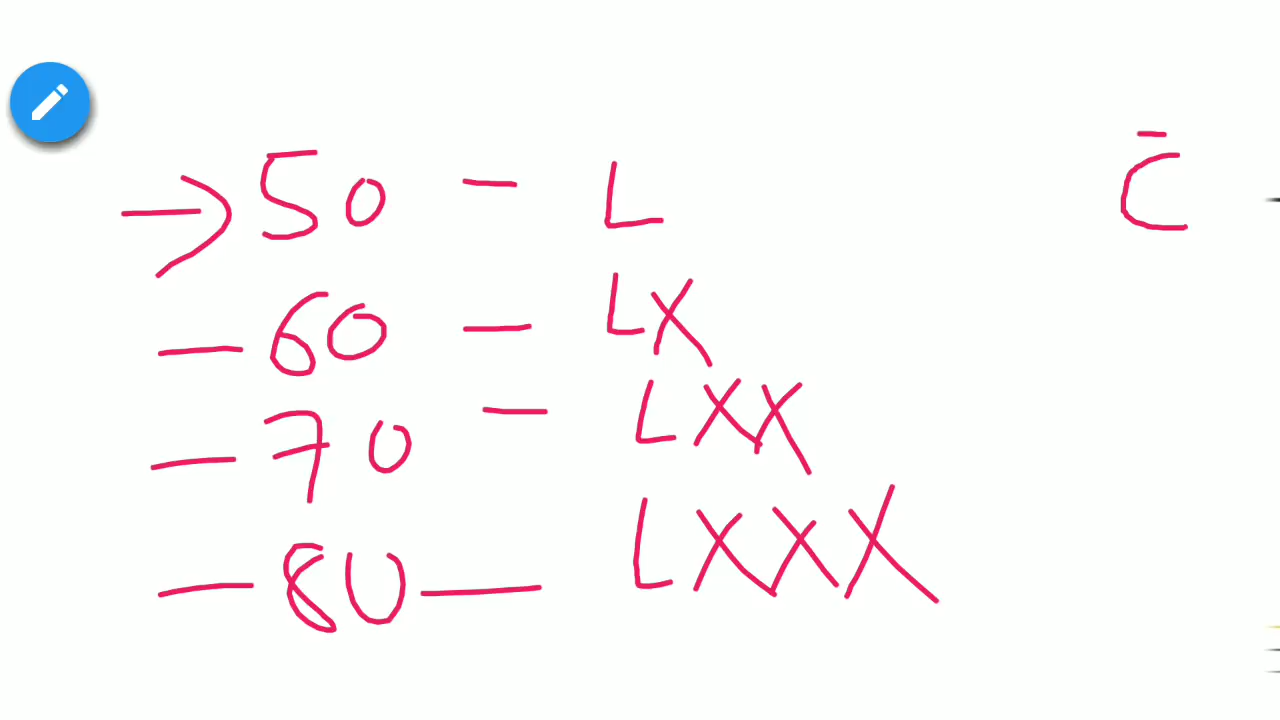 → 50 - L C̄
- 60 - LX
- 70 - LXX
- 80 - LXXX